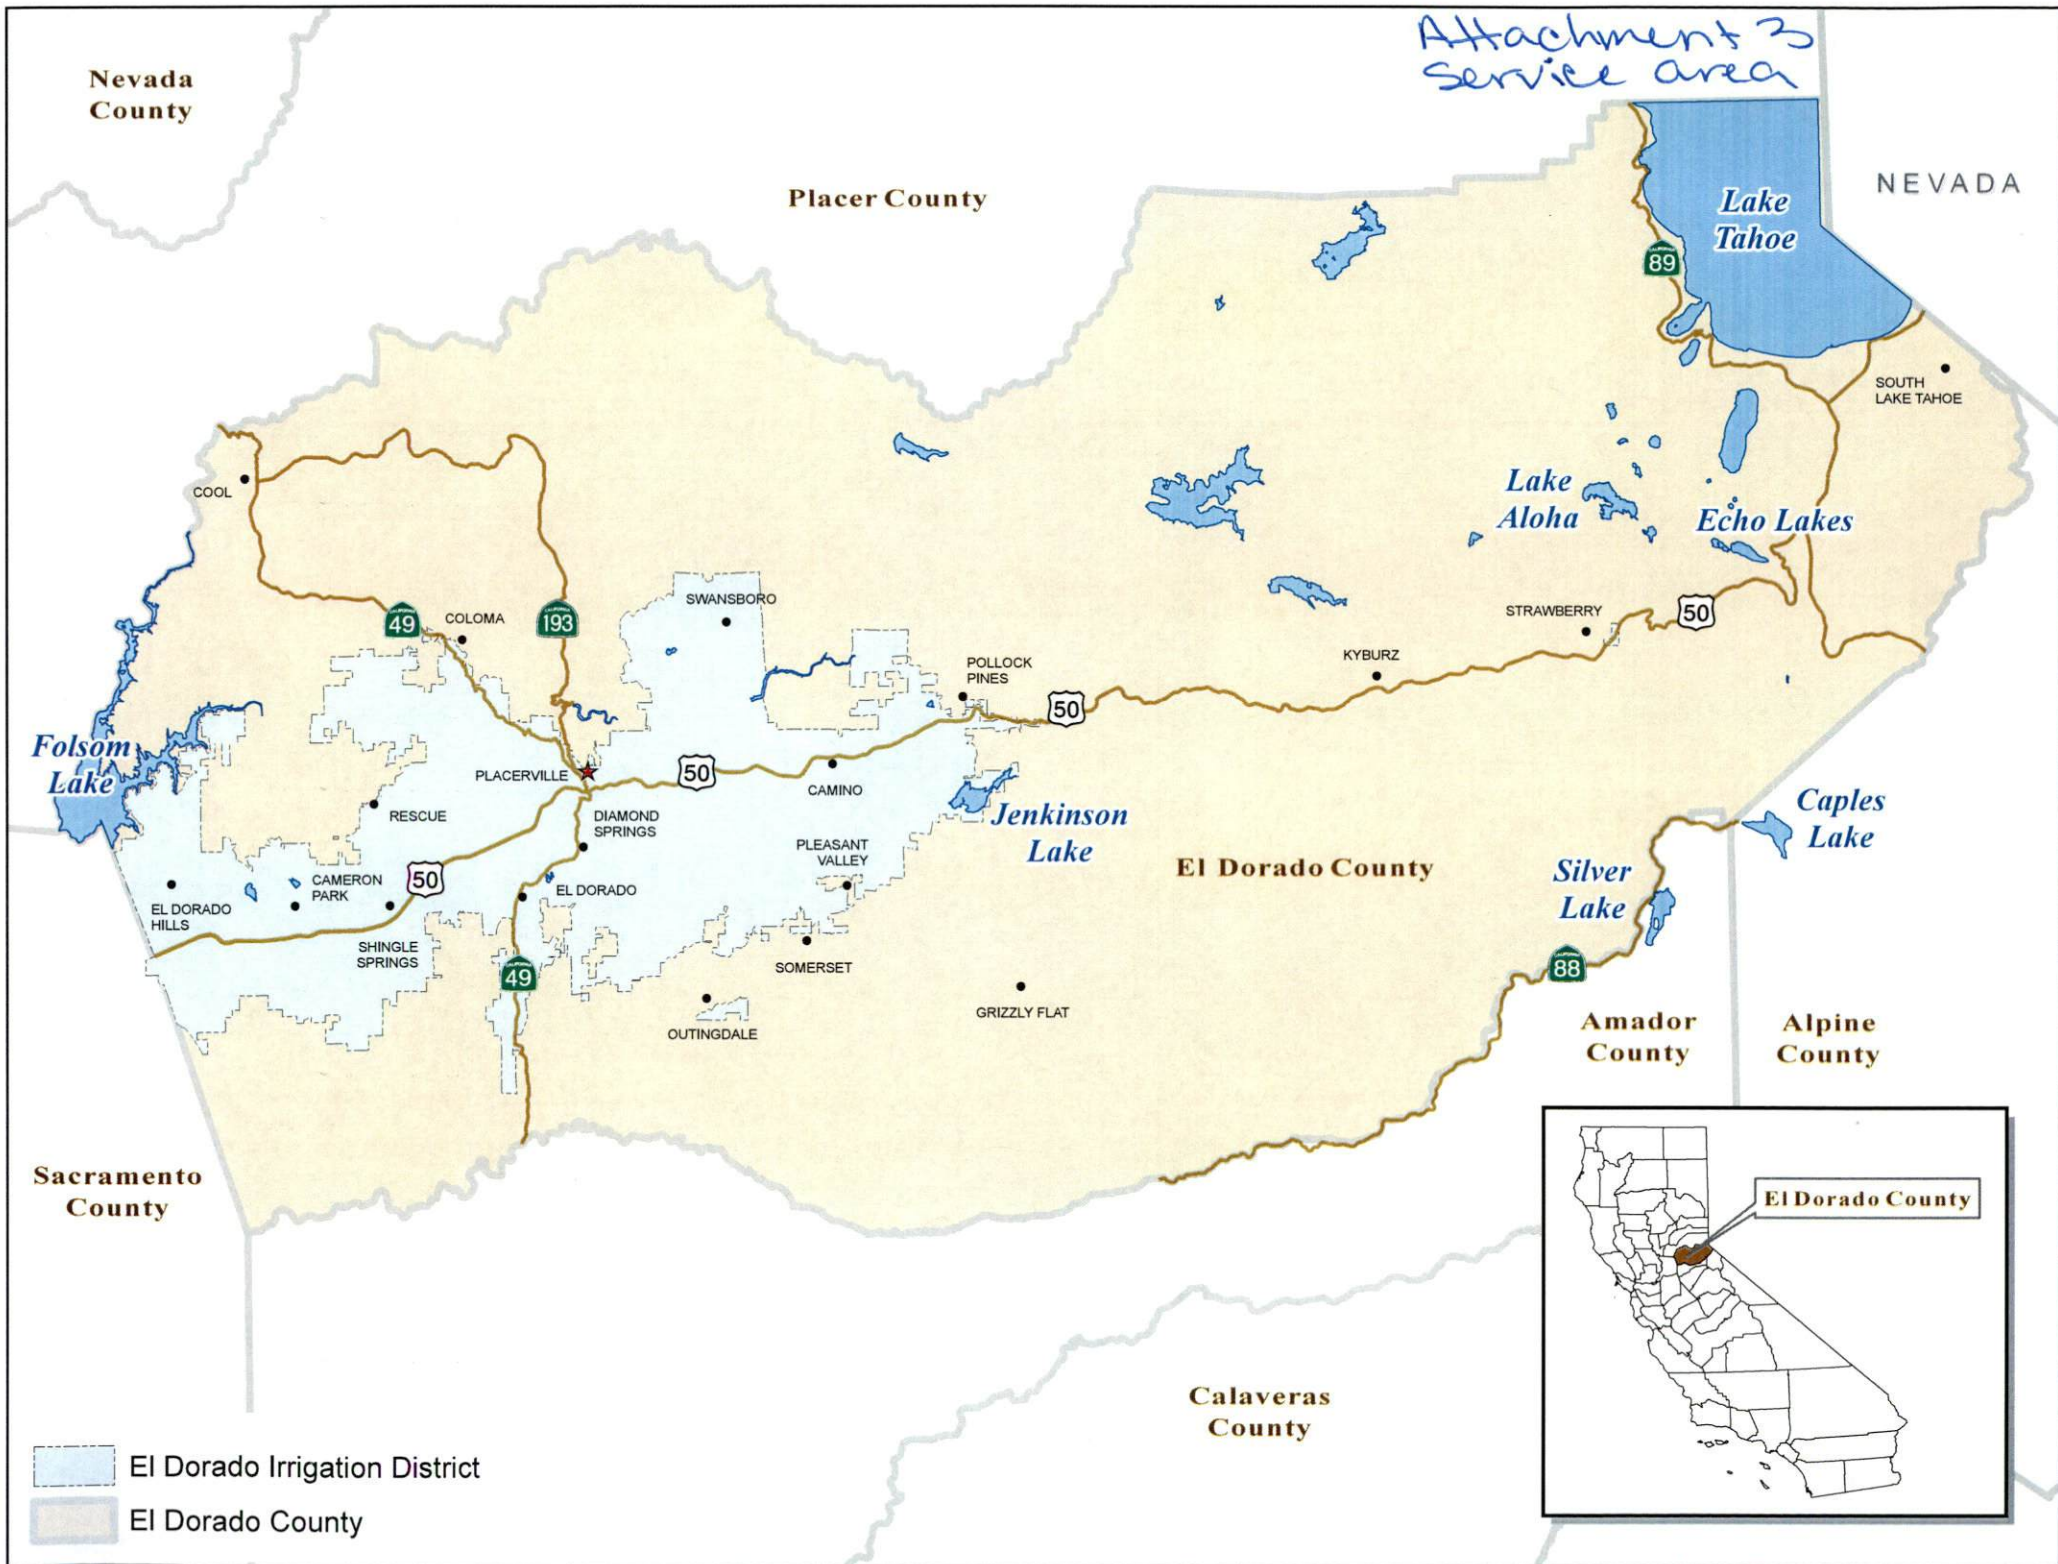 Attachment 3
Service area
Nevada
County
Placer County
NEVADA
Lake
Tahoe
89
SOUTH
LAKE TAHOE
COOL
Lake
Aloha
Echo Lakes
SWANSBORO
49
COLOMA
CALIFORNIA
193
STRAWBERRY
50
KYBURZ
POLLOCK
PINES
50
Folsom
Lake
PLACERVILLE
50
CAMINO
RESCUE
DIAMOND
SPRINGS
Jenkinson
Lake
Caples
Lake
PLEASANT
VALLEY
El Dorado County
Silver
Lake
50
CAMERON
PARK
EL DORADO
EL DORADO
HILLS
SHINGLE
SPRINGS
CALIFORNIA
49
SOMERSET
CALIFORNIA
88
OUTINGDALE
GRIZZLY FLAT
Amador
County
Alpine
County
Sacramento
County
El Dorado County
Calaveras
County
El Dorado Irrigation District
El Dorado County